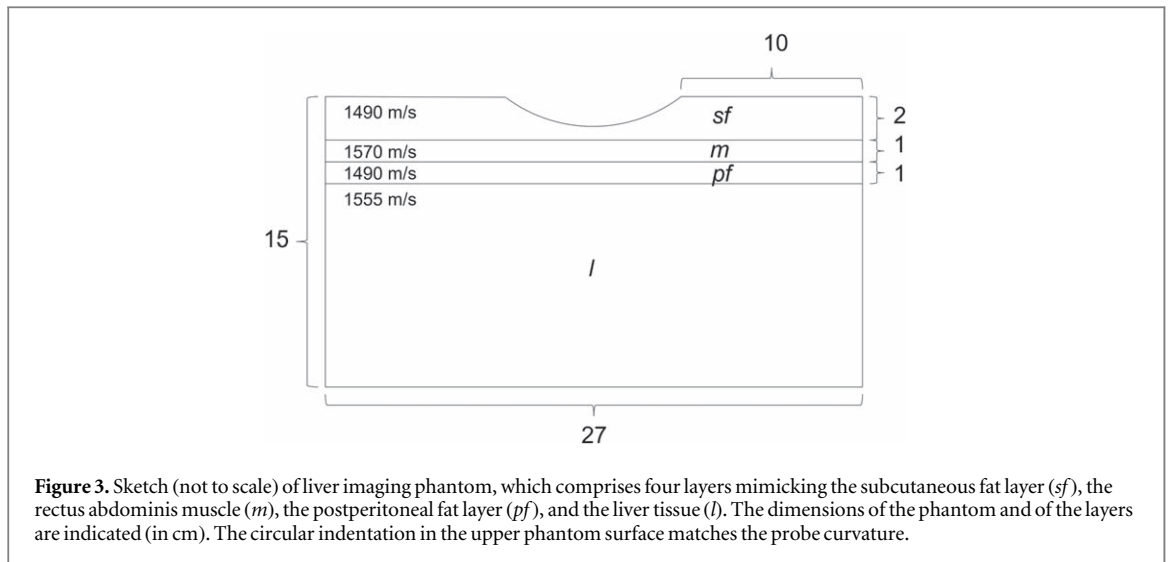 10
1490 m/s
sf
2
1570 m/s
m
1
1490 m/s
pf
1
1555 m/s
15
l
27
Figure 3. Sketch (not to scale) of liver imaging phantom, which comprises four layers mimicking the subcutaneous fat layer (sf), the
rectus abdominis muscle (m), the postperitoneal fat layer (pf), and the liver tissue (l). The dimensions of the phantom and of the layers
are indicated (in cm). The circular indentation in the upper phantom surface matches the probe curvature.